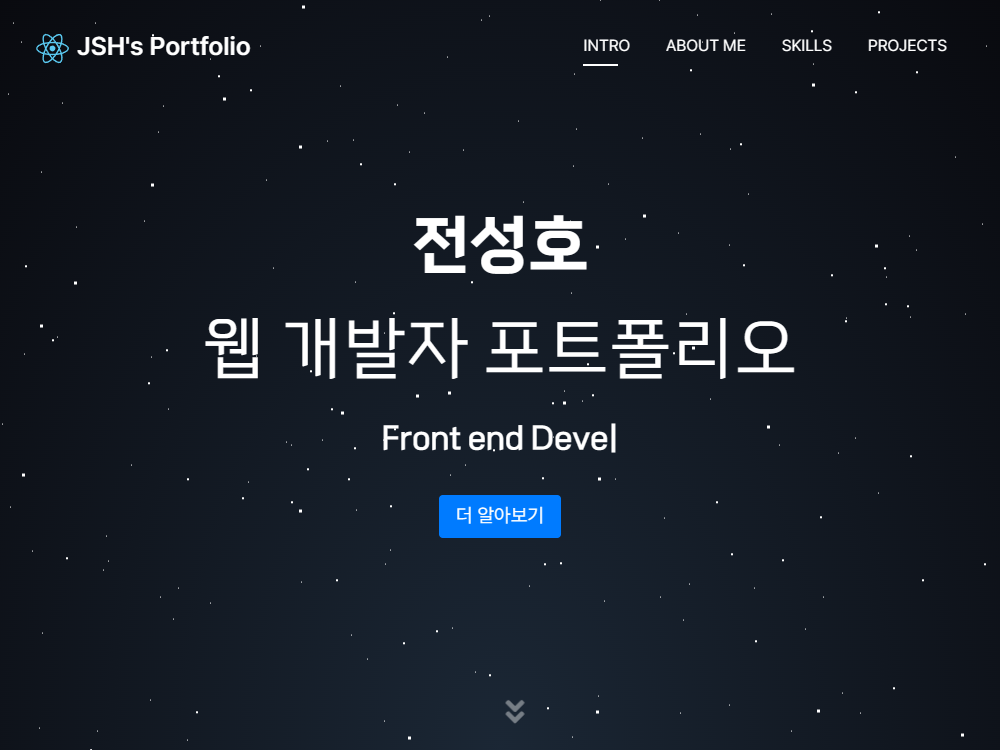 JSH's Portfolio
INTRO ABOUT ME SKILLS PROJECTS
전성호
웹 개발자 포트폴리오
Front end Deve|
더 알아보기